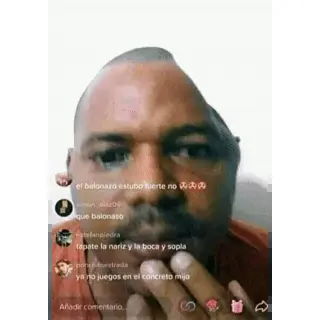 el balonazo estubo fuerte no
que balonaso
tapate la nariz y la boca y sopla
ya no juegos en el concreto mijo
Añadir comentario...